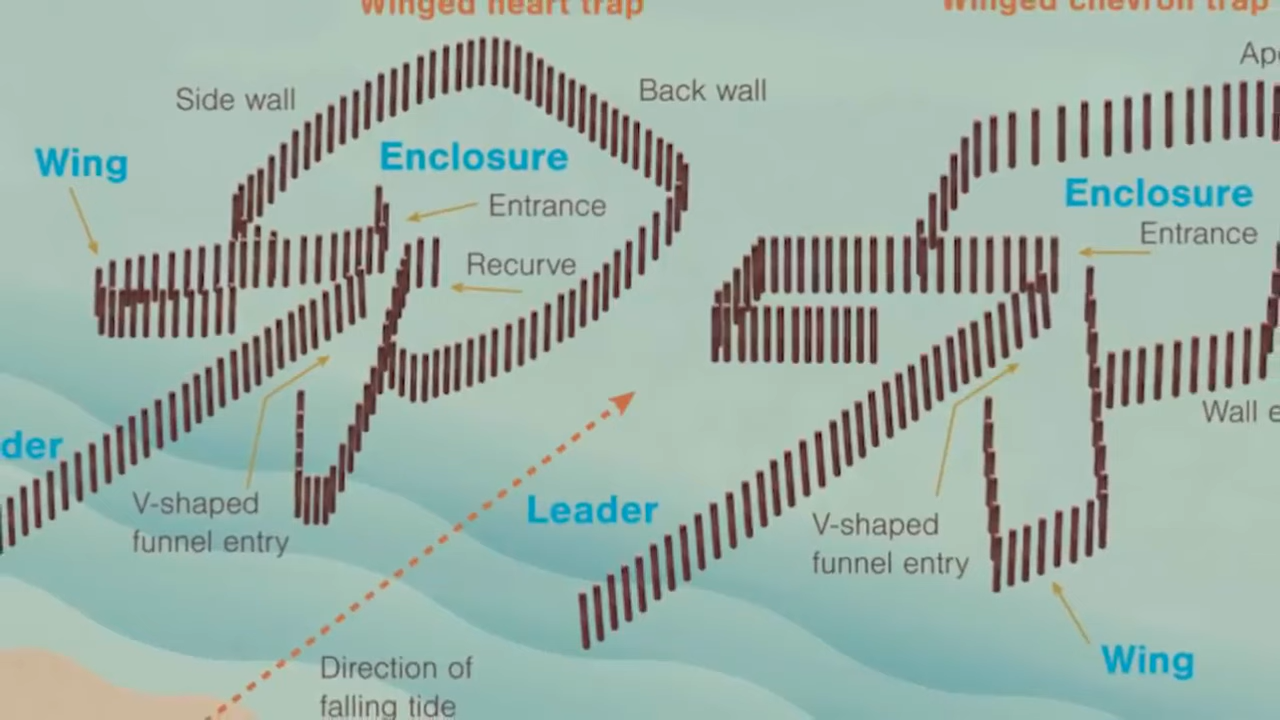 Winged heart trap
Winged chevron trap
Side wall
Back wall
Wing
Enclosure
Entrance
Recurve
Enclosure
Entrance
V-shaped
funnel entry
Leader
V-shaped
funnel entry
Wall
Wing
Direction of
falling tide